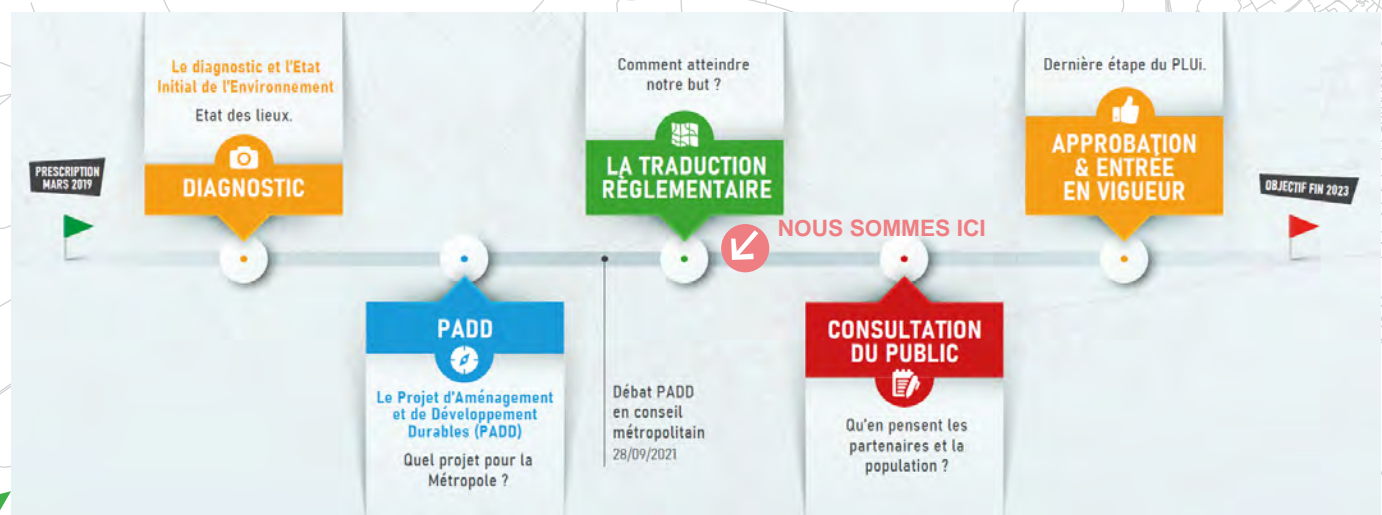 PRESCRIPTION
MARS 2019
Le diagnostic et l'Etat
Initial de l'Environnement
Etat des lieux.
DIAGNOSTIC
PADD
Le Projet d'Aménagement
et de Développement
Durables (PADD)
Quel projet pour la
Métropole ?
Débat PADD
en conseil
métropolitain
28/09/2021
Comment atteindre
notre but ?
LA TRADUCTION
RÈGLEMENTAIRE
NOUS SOMMES ICI
CONSULTATION
DU PUBLIC
Qu'en pensent les
partenaires et la
population ?
Dernière étape du PLUi.
APPROBATION
& ENTRÉE
EN VIGUEUR
OBJECTIF FIN 2023